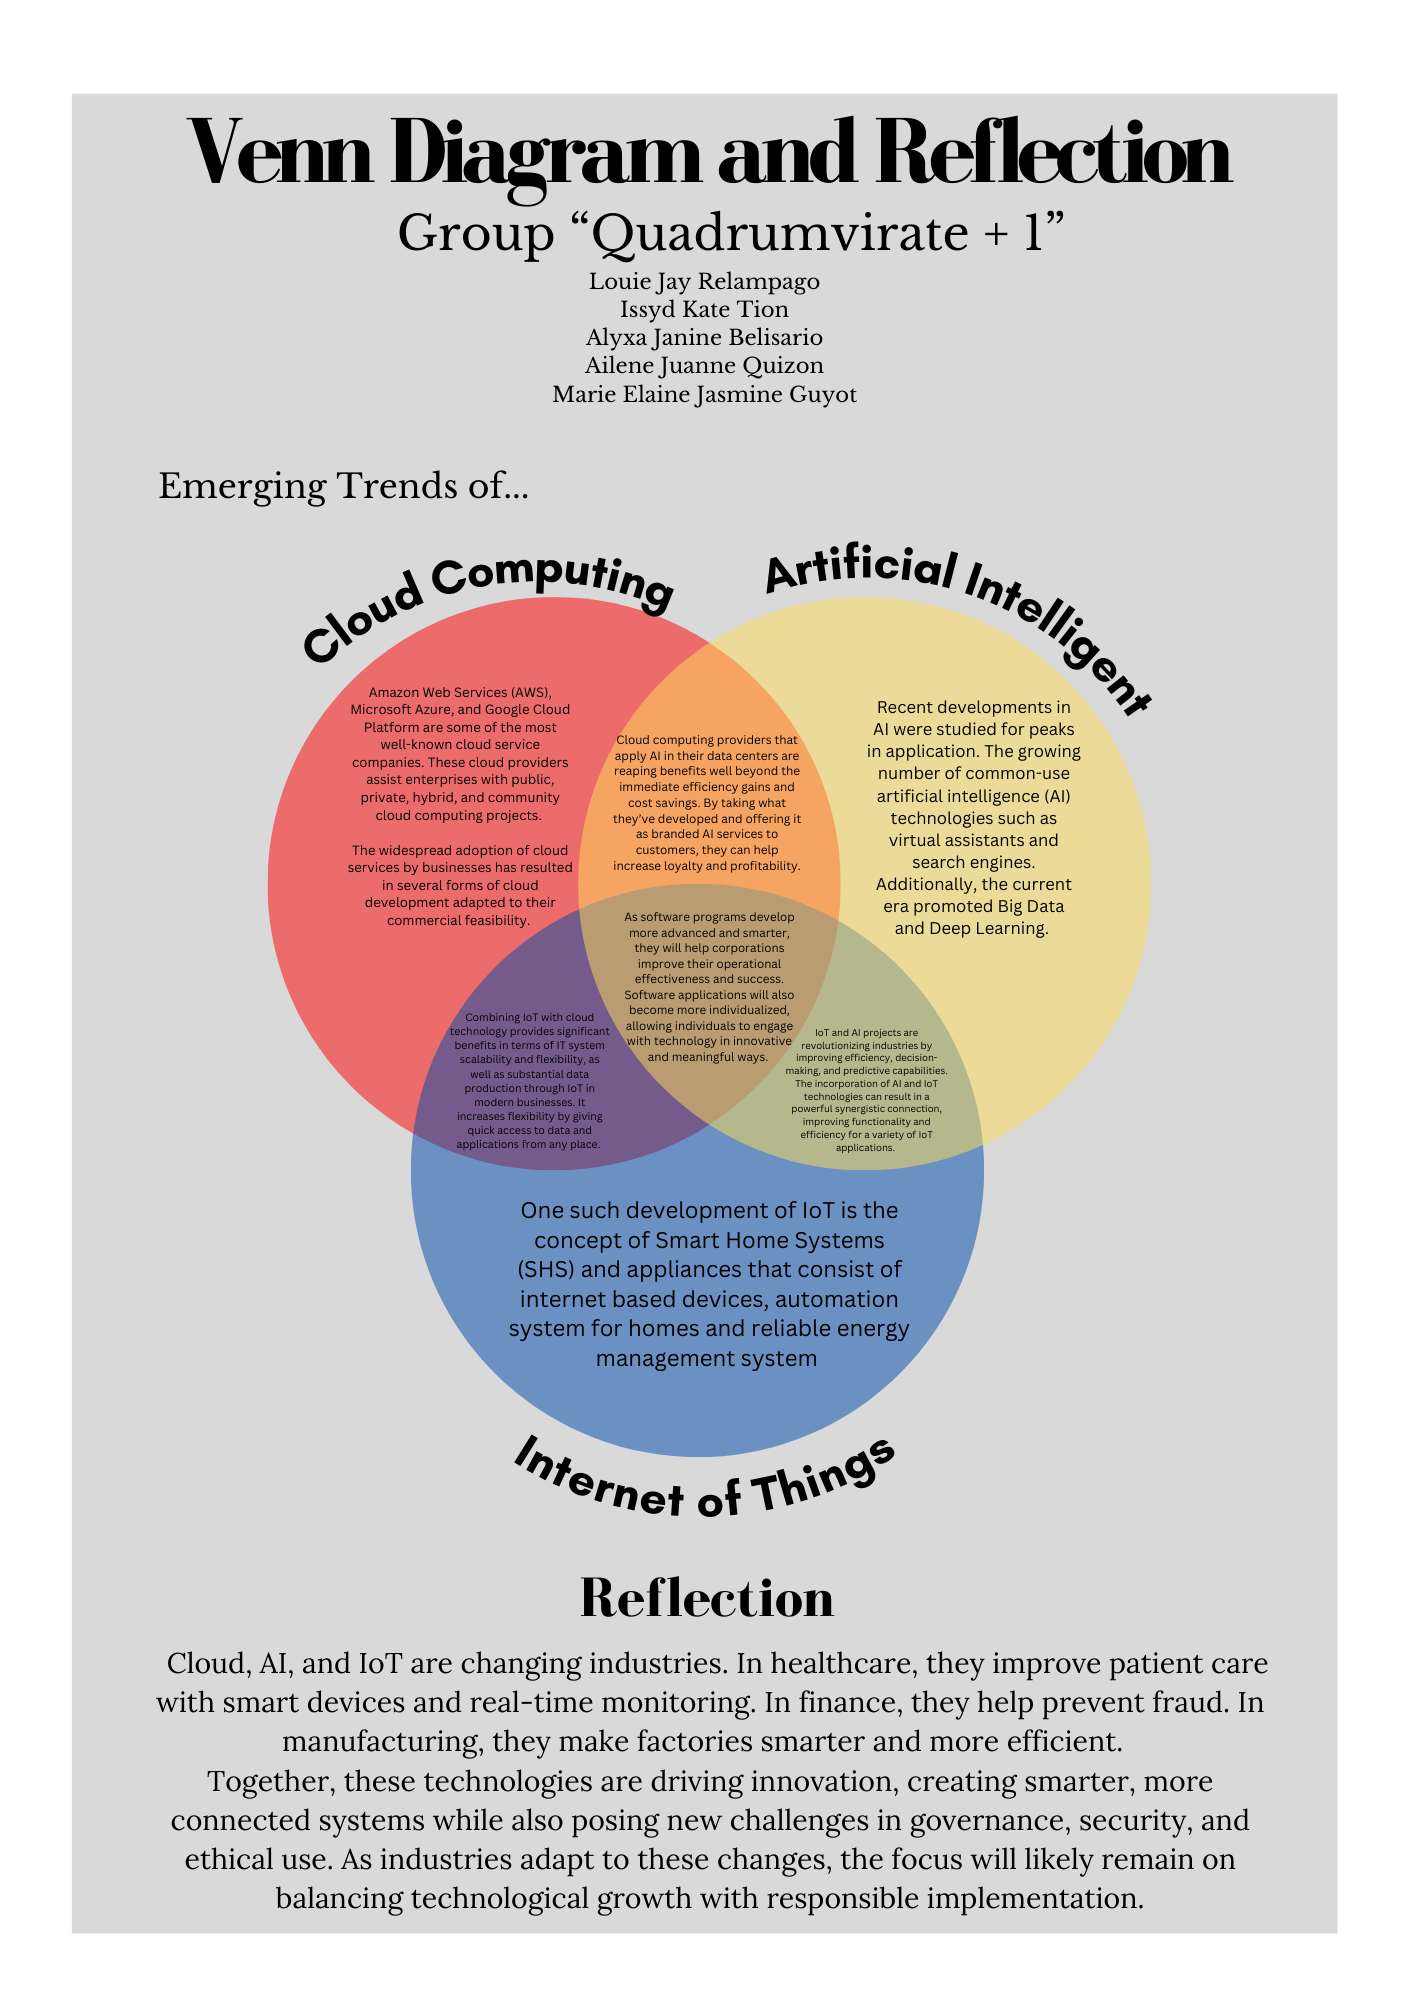 Venn Diagram and Reflection
Group “Quadrumvirate + 1”
Louie Jay Relampago
Issyd Kate Tion
Alyxa Janine Belisario
Ailene Juanne Quizon
Marie Elaine Jasmine Guyot
Emerging Trends of...
Cloud Computing
Artificial Intelligent
Amazon Web Services (AWS),
Microsoft Azure, and Google Cloud
Platform are some of the most
well-known cloud service
companies. These cloud providers
assist enterprises with public,
private, hybrid, and community
cloud computing projects.
The widespread adoption of cloud
services by businesses has resulted
in several forms of cloud
development adapted to their
commercial feasibility.
Cloud computing providers that
apply AI in their data centers are
reaping benefits well beyond the
immediate efficiency gains and
cost savings. By taking what
they’ve developed and offering it
as branded AI services to
customers, they can help
increase loyalty and profitability.
Recent developments in
AI were studied for peaks
in application. The growing
number of common-use
artificial intelligence (AI)
technologies such as
virtual assistants and
search engines.
Additionally, the current
era promoted Big Data
and Deep Learning.
As software programs develop
more advanced and smarter,
they will help corporations
improve their operational
effectiveness and success.
Software applications will also
become more individualized,
allowing individuals to engage
with technology in innovative
and meaningful ways.
Combining IoT with cloud
technology provides significant
benefits in terms of IT system
scalability and flexibility, as
well as substantial data
production through IoT in
modern businesses. It
increases flexibility by giving
quick access to data and
applications from any place.
IoT and AI projects are
revolutionizing industries by
improving efficiency, decision-
making, and predictive capabilities.
The incorporation of AI and IoT
technologies can result in a
powerful synergistic connection,
improving functionality and
efficiency for a variety of IoT
applications.
One such development of IoT is the
concept of Smart Home Systems
(SHS) and appliances that consist of
internet based devices, automation
system for homes and reliable energy
management system
Internet of Things
Reflection
Cloud, AI, and IoT are changing industries. In healthcare, they improve patient care
with smart devices and real-time monitoring. In finance, they help prevent fraud. In
manufacturing, they make factories smarter and more efficient.
Together, these technologies are driving innovation, creating smarter, more
connected systems while also posing new challenges in governance, security, and
ethical use. As industries adapt to these changes, the focus will likely remain on
balancing technological growth with responsible implementation.